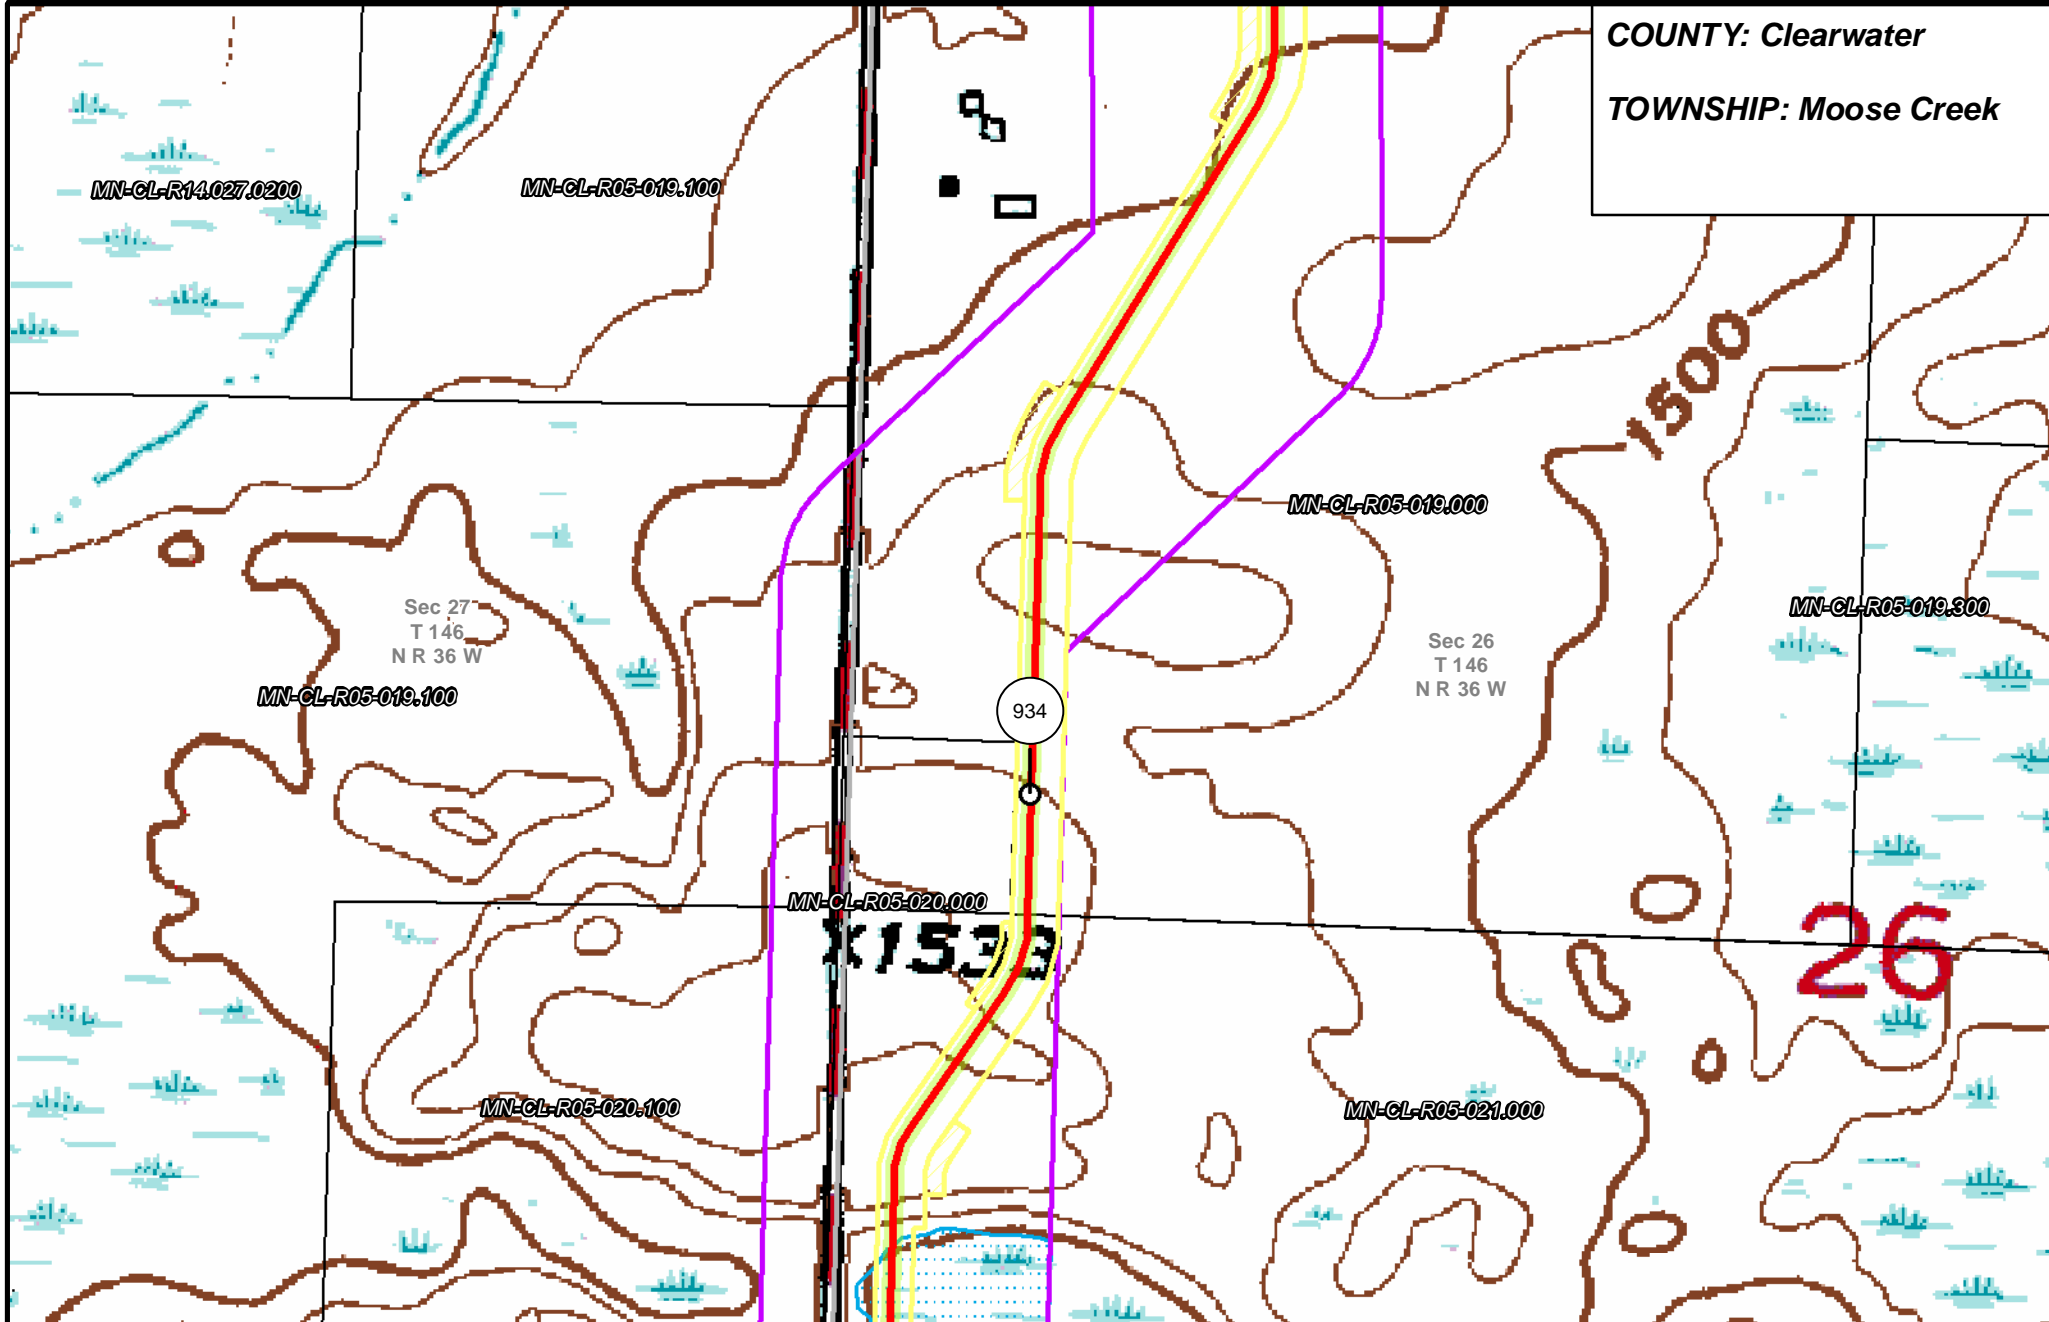 COUNTY: Clearwater
TOWNSHIP: Moose Creek
MN-CL-R14.027.0200
MN-CL-R05-019.100
1500
MN-CL-R05-019.000
Sec 27
T 146
N R 36 W
MN-CL-R05-019.300
Sec 26
T 146
N R 36 W
MN-CL-R05-019.100
934
MN-CL-R05-020.000
X1533
26
MN-CL-R05-020.100
MN-CL-R05-021.000